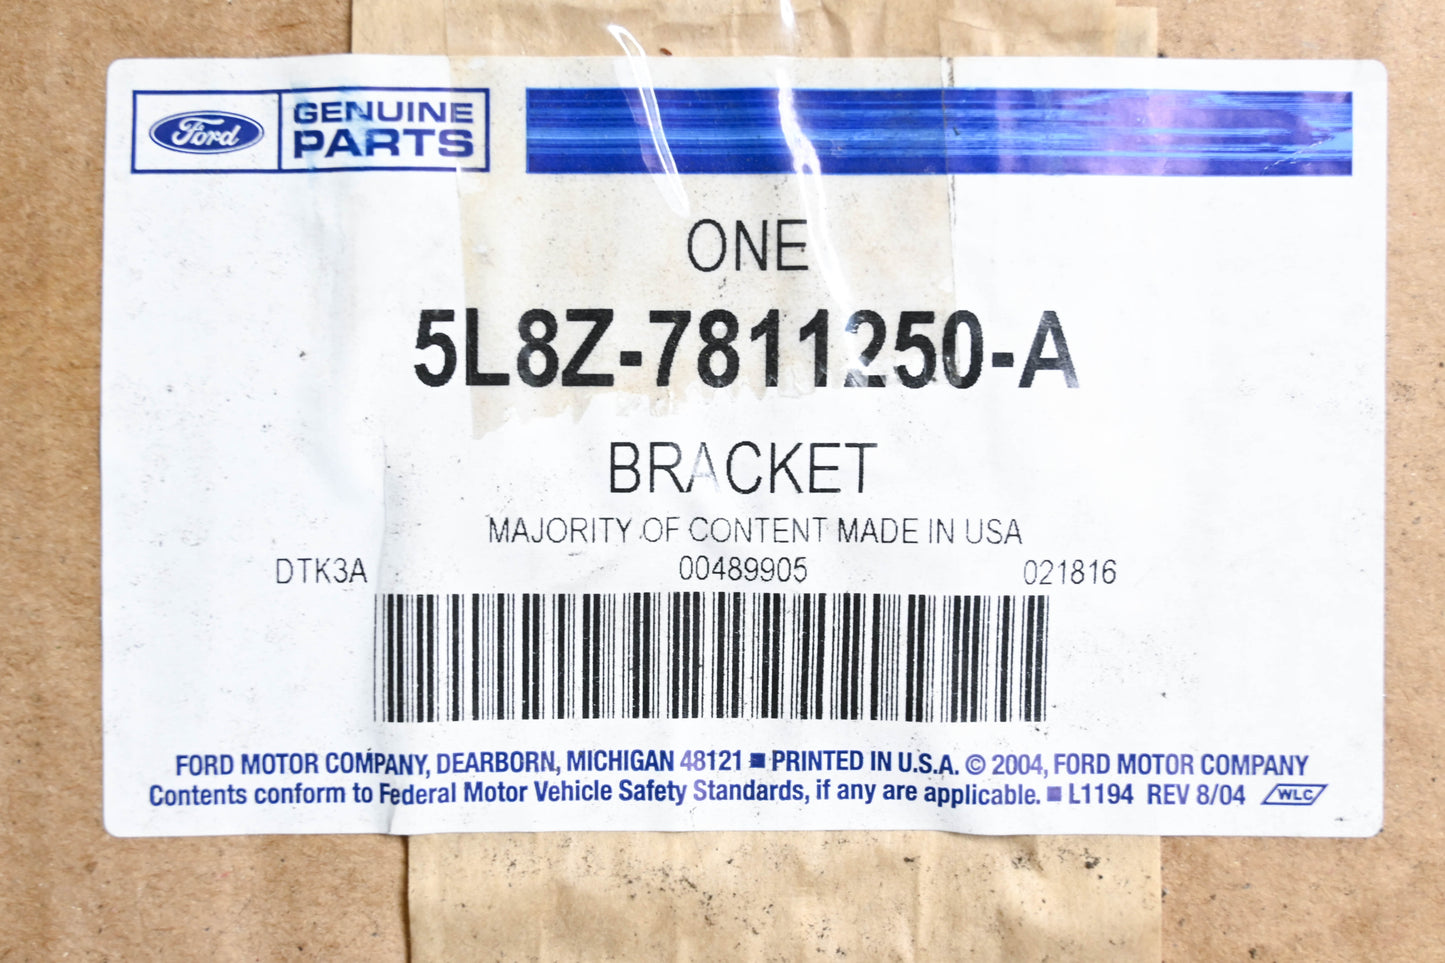 Ford GENUINE
PARTS
ONE
5L8Z-7811250-A
BRACKET
MAJORITY OF CONTENT MADE IN USA
DTK3A 00489905 021816
FORD MOTOR COMPANY, DEARBORN, MICHIGAN 48121 ■ PRINTED IN U.S.A. © 2004, FORD MOTOR COMPANY
Contents conform to Federal Motor Vehicle Safety Standards, if any are applicable. ■ L1194 REV 8/04 WLC